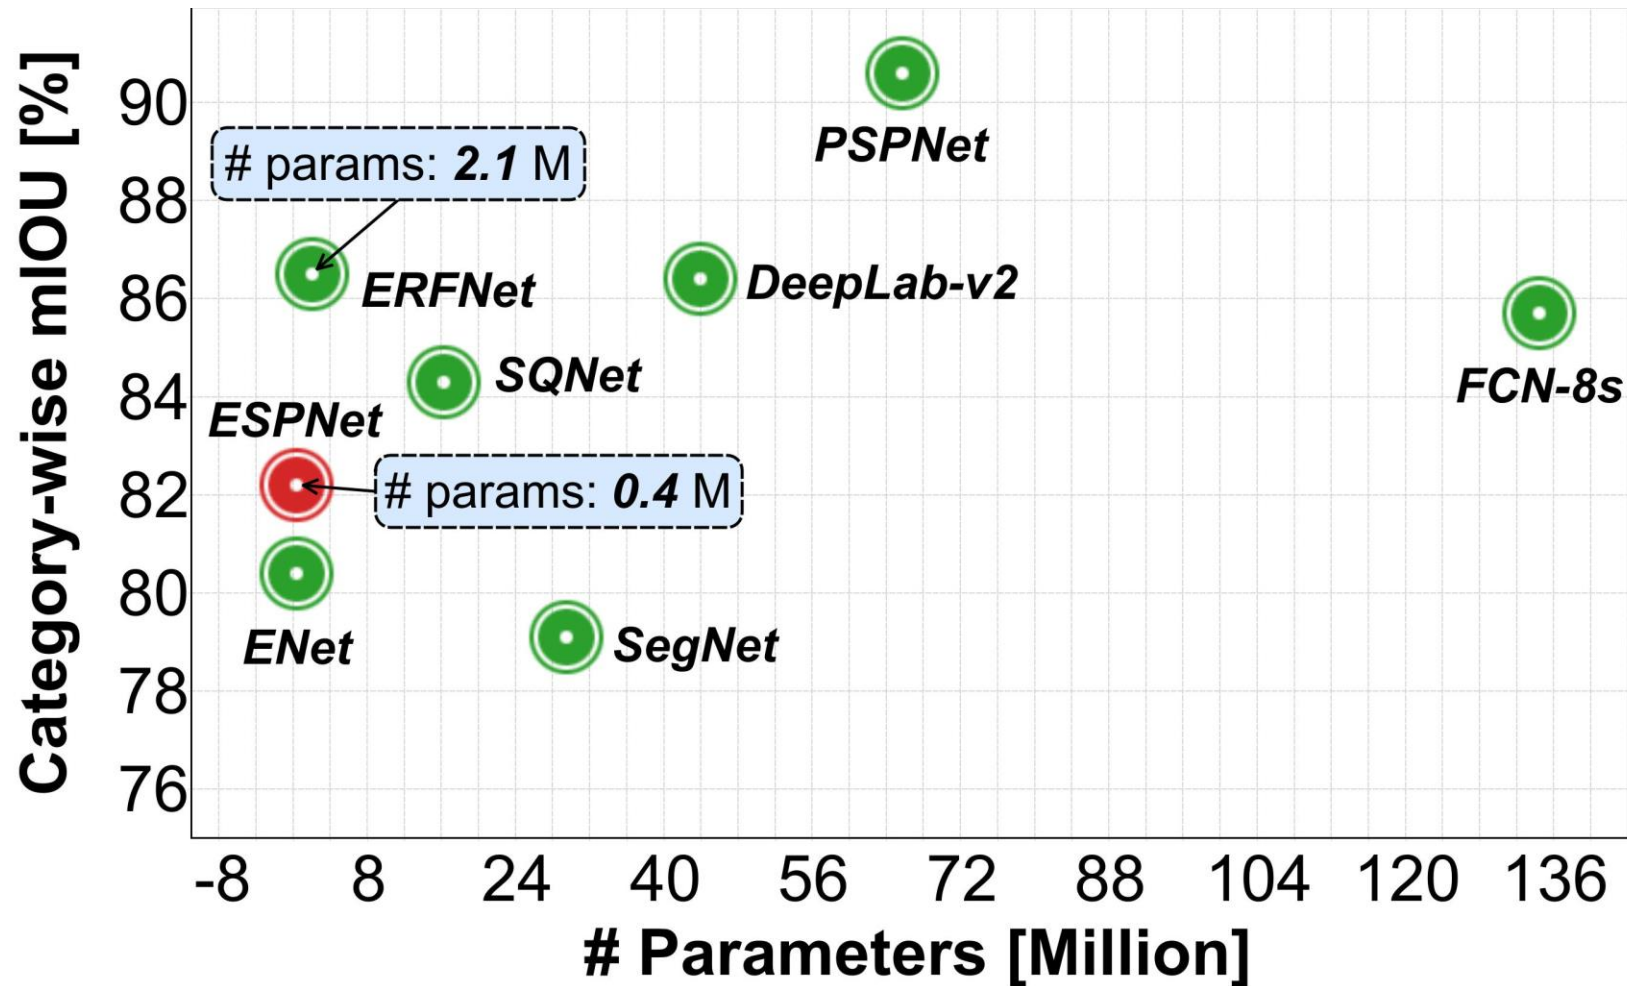 Category-wise mIOU [%]
90
88
86
84
82
80
78
76
PSPNet
# params: 2.1 M
ERFNet
DeepLab-v2
FCN-8s
SQNet
ESPNet
# params: 0.4 M
ENet
SegNet
-8 8 24 40 56 72 88 104 120 136
# Parameters [Million]